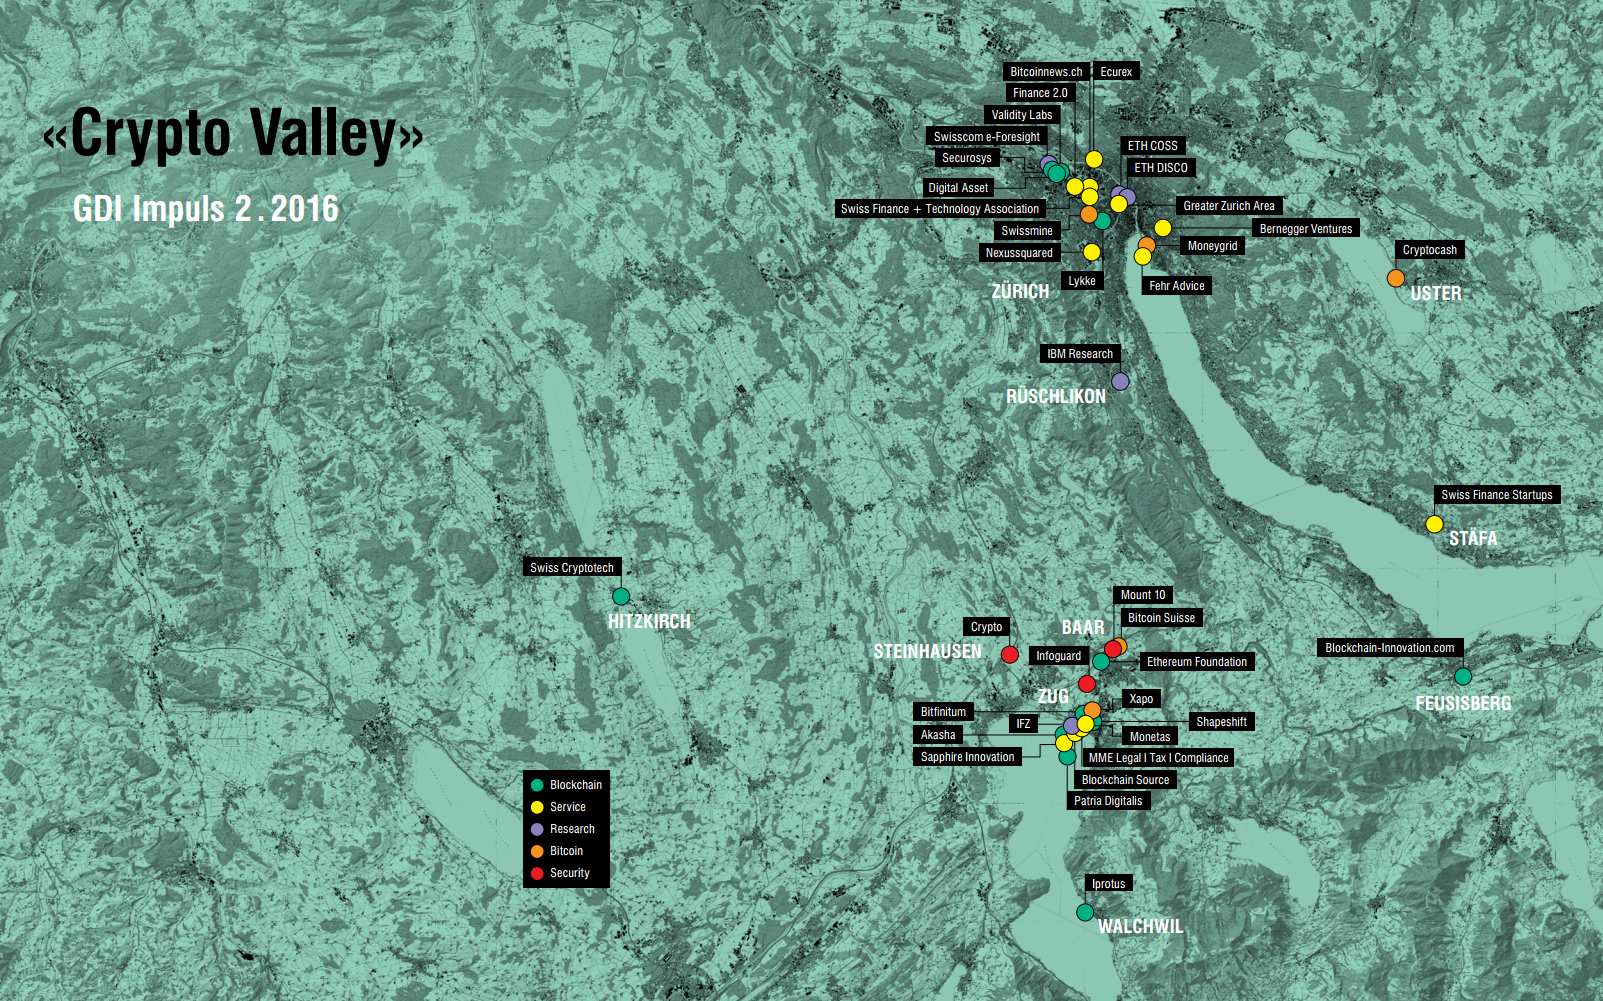 «Crypto Valley»
GDI Impuls 2.2016
Bitcoinnews.ch
Ecurex
Finance 2.0
Validity Labs
Swisscom e-Foresight
Securosys
Digital Asset
Swiss Finance + Technology Association
Swissmine
Nexussquared
Lykke
ZÜRICH
ETH COSS
ETH DISCO
Greater Zurich Area
Bernegger Ventures
Moneygrid
Fehr Advice
Cryptocash
USTER
IBM Research
RÜSCHLIKON
Swiss Finance Startups
STÄFA
Swiss Cryptotech
HITZKIRCH
Mount 10
Bitcoin Suisse
BAAR
Crypto
STEINHAUSEN
Infoguard
Ethereum Foundation
Blockchain-Innovation.com
FEUSISBERG
ZUG
Xapo
Bitfinitum
IFZ
Shapeshift
Akasha
Monetas
Sapphire Innovation
MME Legal I Tax I Compliance
Blockchain Source
Patria Digitalis
Blockchain
Service
Research
Bitcoin
Security
Iprotus
WALCHWIL